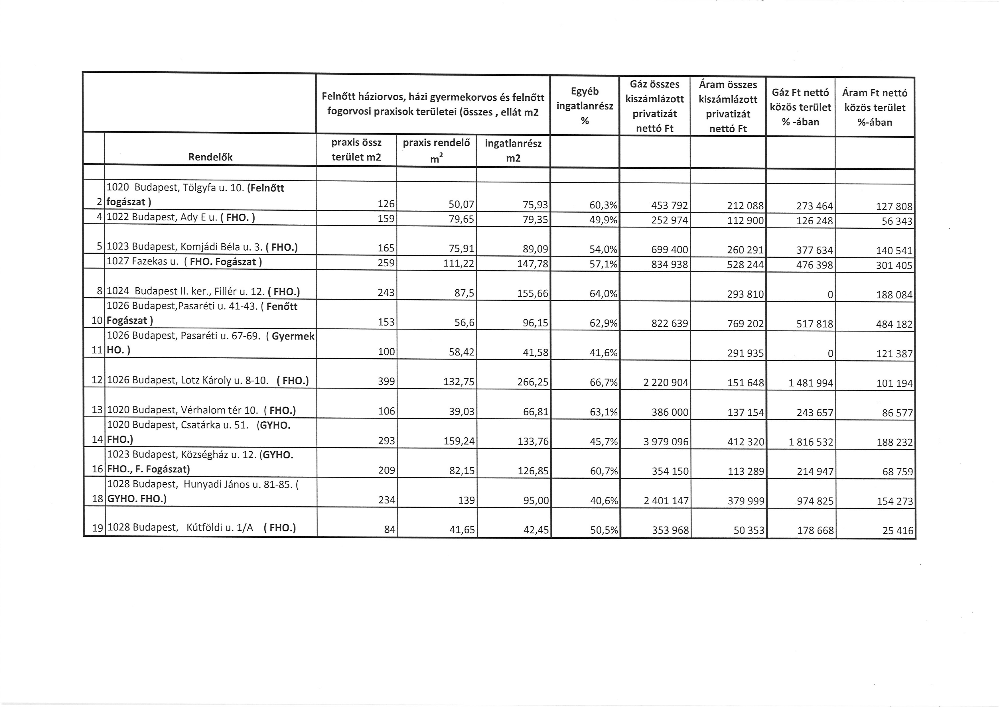 Felnőtt háziorvos, házi gyermekorvos és felnőtt
fogorvosi praxisok területei (összes , ellát m2
Egyéb
ingatlanrész
%
Gáz összes
kiszámlázott
privatizát
nettó Ft
Áram összes
kiszámlázott
privatizát
nettó Ft
Gáz Ft nettó
közös terület
% -ában
Áram Ft nettó
közös terület
%-ában
Rendelők
praxis össz
terület m2
praxis rendelő
m²
ingatlanrész
m2
1020 Budapest, Tölgyfa u. 10. (Felnőtt
2 fogászat ) 126 50,07 75,93 60,3% 453 792 212 088 273 464 127 808
4 1022 Budapest, Ady E u. ( FHO. ) 159 79,65 79,35 49,9% 252 974 112 900 126 248 56 343
5 1023 Budapest, Komjádi Béla u. 3. ( FHO.) 165 75,91 89,09 54,0% 699 400 260 291 377 634 140 541
1027 Fazekas u. ( FHO. Fogászat ) 259 111,22 147,78 57,1% 834 938 528 244 476 398 301 405
8 1024 Budapest II. ker., Fillér u. 12. ( FHO.) 243 87,5 155,66 64,0% 293 810 0 188 084
1026 Budapest,Pasaréti u. 41-43. ( Fenőtt
10 Fogászat ) 153 56,6 96,15 62,9% 822 639 769 202 517 818 484 182
1026 Budapest, Pasaréti u. 67-69. ( Gyermek
11 HO. ) 100 58,42 41,58 41,6% 291 935 0 121 387
12 1026 Budapest, Lotz Károly u. 8-10. ( FHO.) 399 132,75 266,25 66,7% 2 220 904 151 648 1 481 994 101 194
13 1020 Budapest, Vérhalom tér 10. ( FHO.) 106 39,03 66,81 63,1% 386 000 137 154 243 657 86 577
1020 Budapest, Csatárka u. 51. (GYHO.
14 FHO.) 293 159,24 133,76 45,7% 3 979 096 412 320 1 816 532 188 232
1023 Budapest, Községház u. 12. (GYHO.
16 FHO., F. Fogászat) 209 82,15 126,85 60,7% 354 150 113 289 214 947 68 759
1028 Budapest, Hunyadi János u. 81-85. (
18 GYHO. FHO.) 234 139 95,00 40,6% 2 401 147 379 999 974 825 154 273
19 1028 Budapest, Kútföldi u. 1/A ( FHO.) 84 41,65 42,45 50,5% 353 968 50 353 178 668 25 416